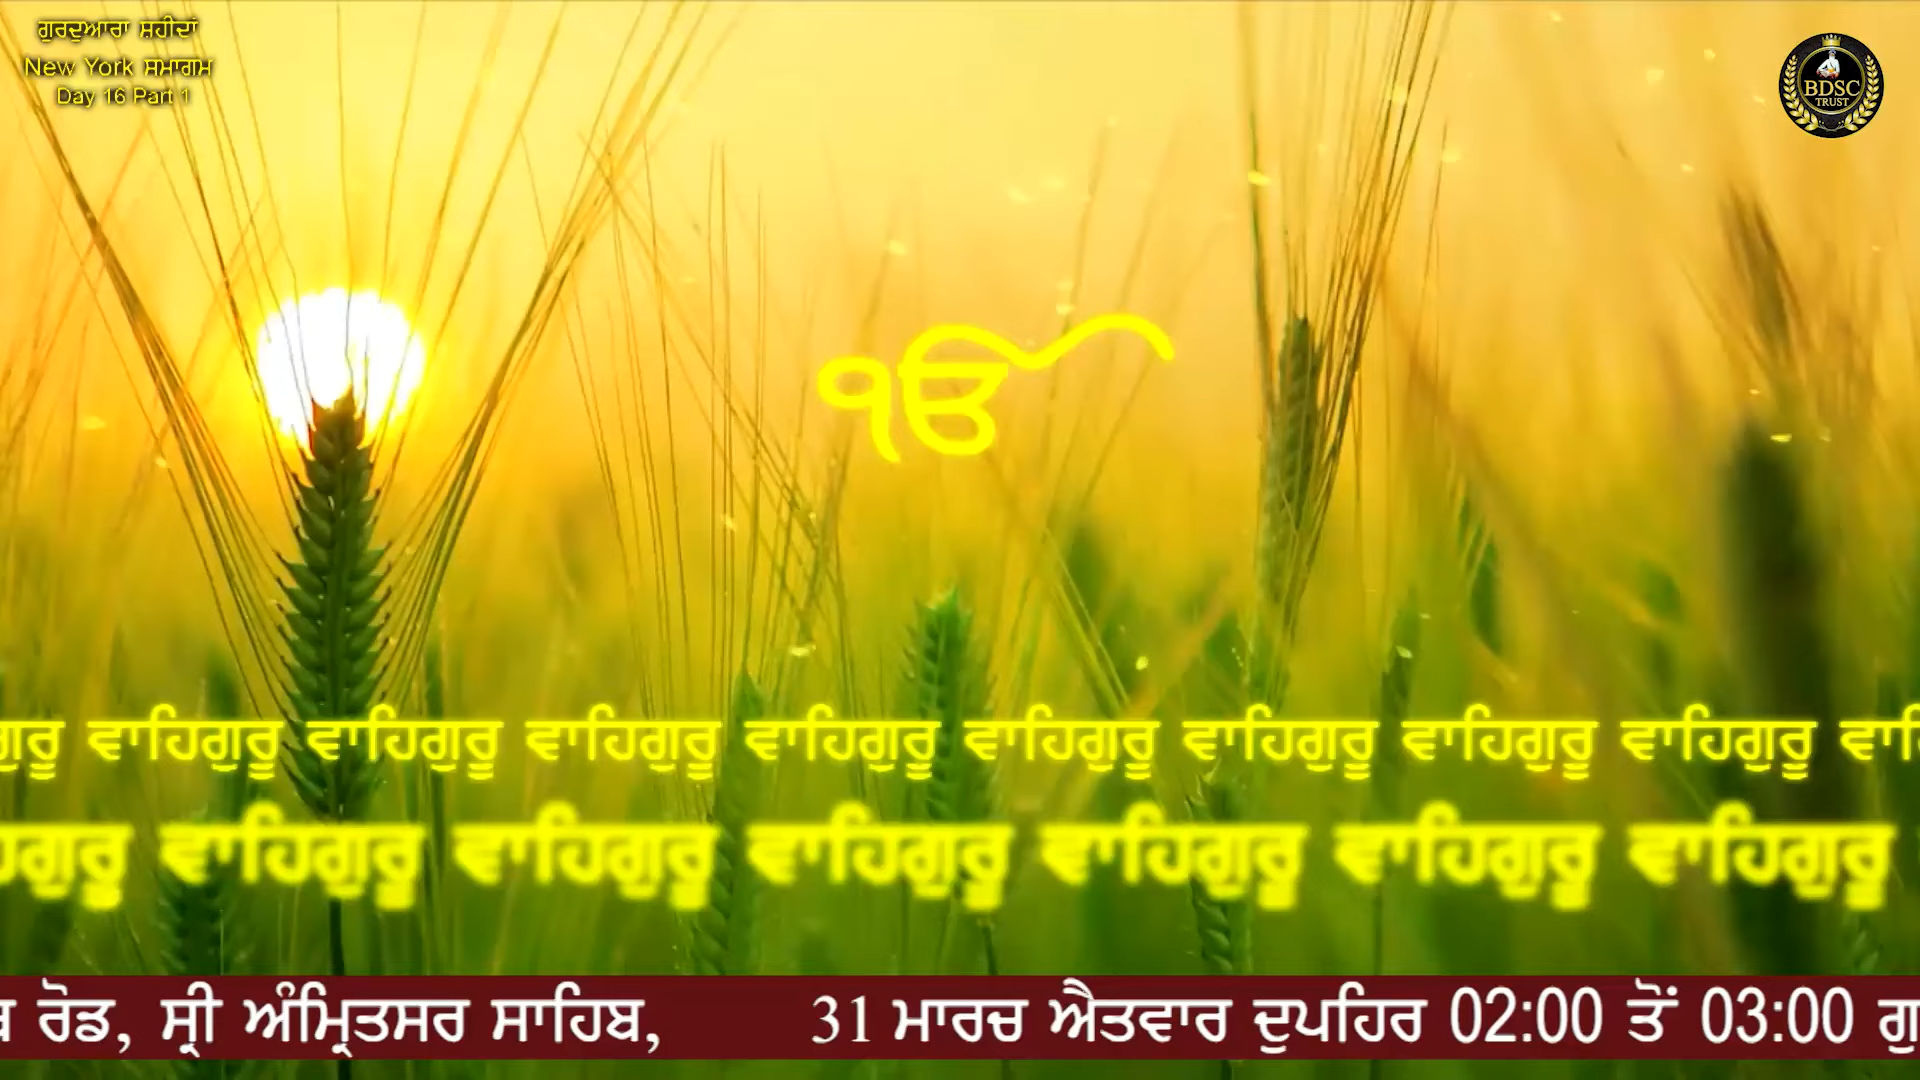 ਗੁਰਦੁਆਰਾ ਸ਼ਹੀਦਾਂ
New York ਸਮਾਗਮ
Day 16 Part 1
BDSC
TRUST
ੴ
ਵਾਹਿਗੁਰੂ ਵਾਹਿਗੁਰੂ ਵਾਹਿਗੁਰੂ ਵਾਹਿਗੁਰੂ ਵਾਹਿਗੁਰੂ ਵਾਹਿਗੁਰੂ ਵਾਹਿਗੁਰੂ ਵਾਹਿਗੁਰੂ
ਵਾਹਿਗੁਰੂ ਵਾਹਿਗੁਰੂ ਵਾਹਿਗੁਰੂ ਵਾਹਿਗੁਰੂ ਵਾਹਿਗੁਰੂ ਵਾਹਿਗੁਰੂ
ਰੋਡ, ਸ੍ਰੀ ਅੰਮ੍ਰਿਤਸਰ ਸਾਹਿਬ, 31 ਮਾਰਚ ਐਤਵਾਰ ਦੁਪਹਿਰ 02:00 ਤੋਂ 03:00